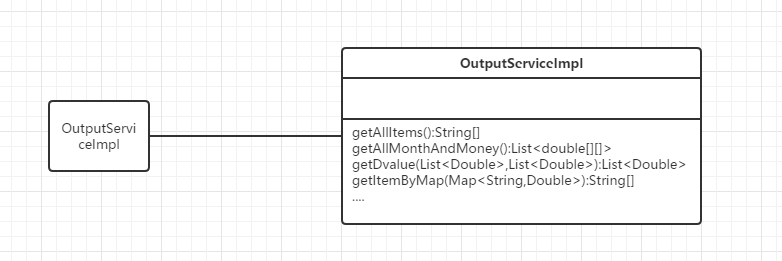 OutputServi
ceImpl
OutputServiceImpl
getAllItems():String[]
getAllMonthAndMoney():List<double[][]>
getDvalue(List<Double>,List<Double>):List<Double>
getItemByMap(Map<String,Double>):String[]
....